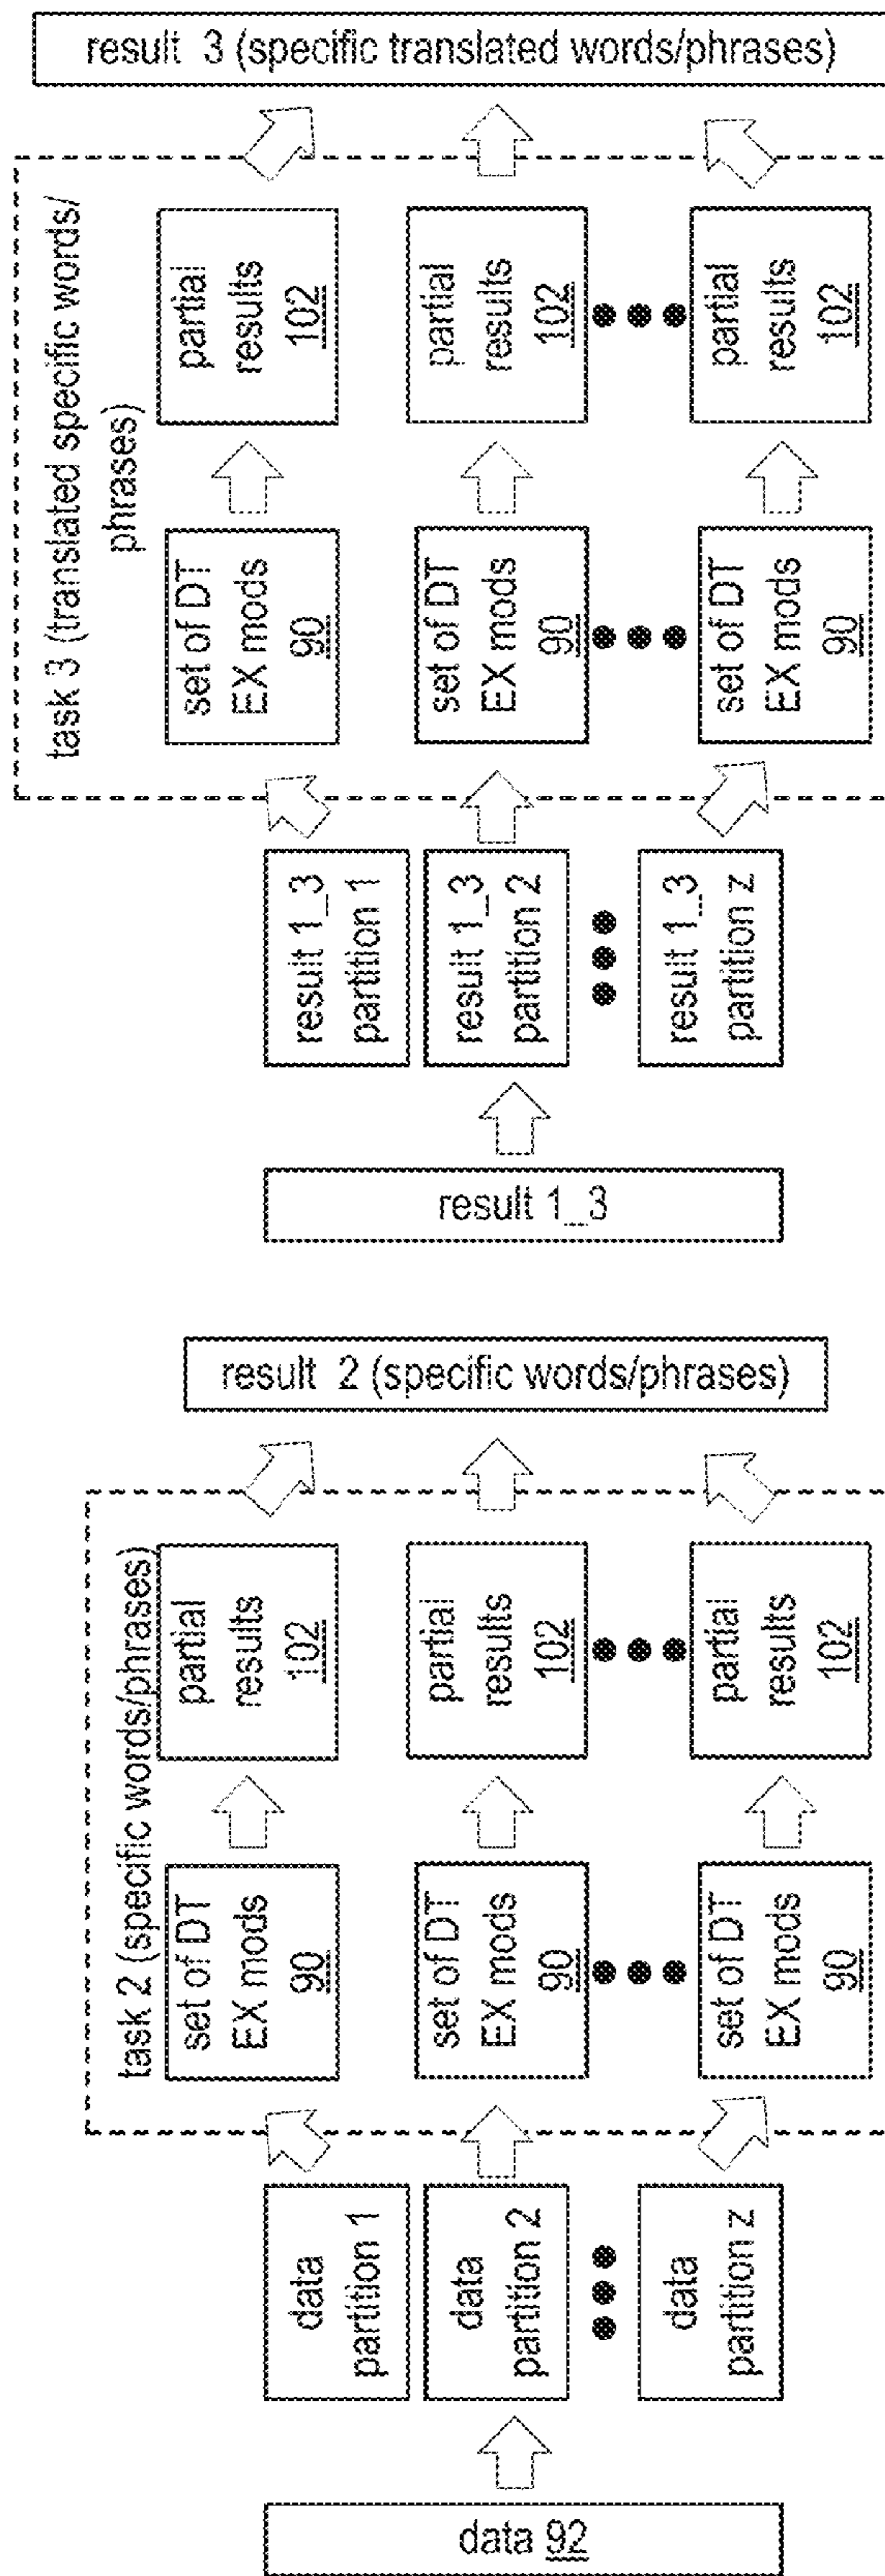 data 92
data
partition 1
data
partition 2
data
partition z
task 2 (specific words/phrases)
set of DT
EX mods
90
set of DT
EX mods
90
set of DT
EX mods
90
partial
results
102
partial
results
102
partial
results
102
result 2 (specific words/phrases)
result 1_3
result 1_3
partition 1
result 1_3
partition 2
result 1_3
partition z
task 3 (translated specific words/
phrases)
set of DT
EX mods
90
set of DT
EX mods
90
set of DT
EX mods
90
partial
results
102
partial
results
102
partial
results
102
result 3 (specific translated words/phrases)